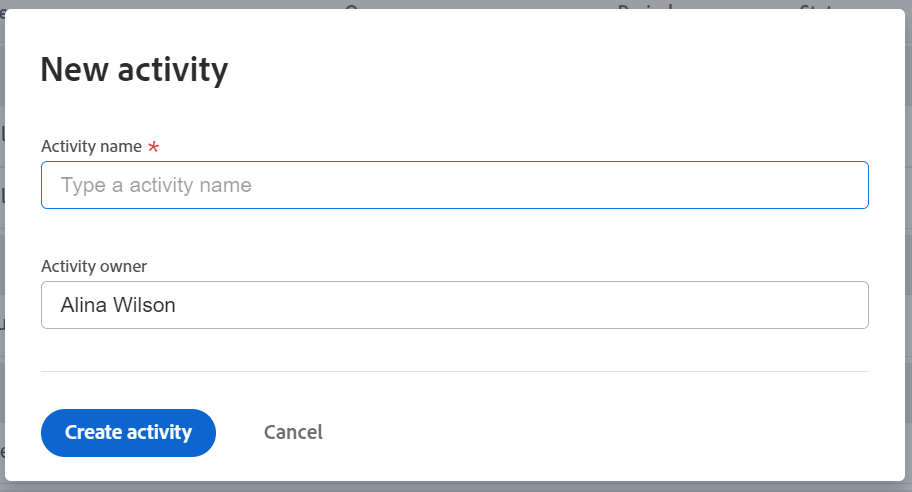 New activity
Activity name *
Type a activity name
Activity owner
Alina Wilson
Create activity
Cancel